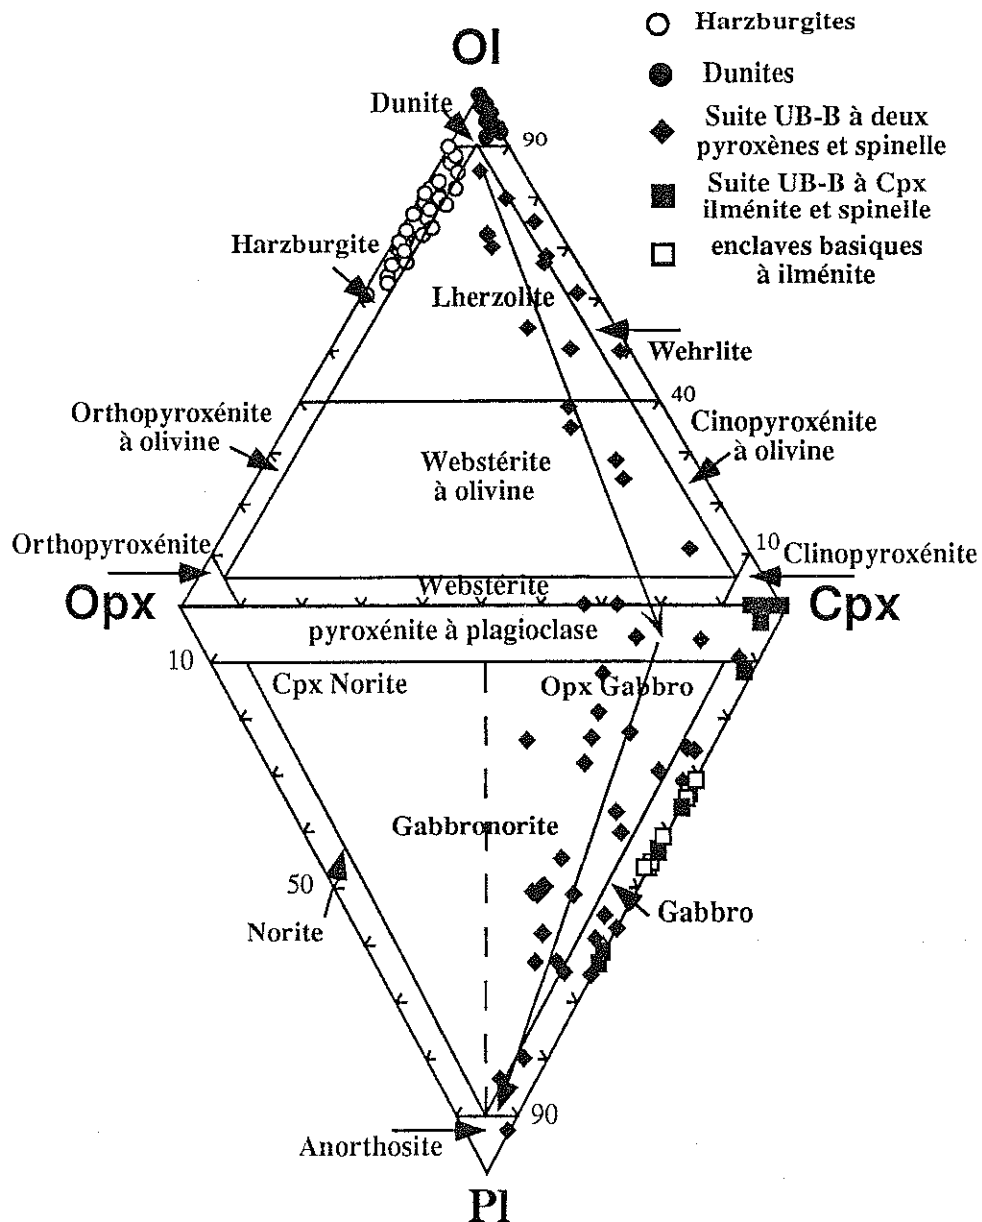 Harzburgites
Ol
Dunites
Dunite
Suite UB-B à deux
pyroxènes et spinelle
90
Suite UB-B à Cpx
ilménite et spinelle
Harzburgite
enclaves basiques
à ilménite
Lherzolite
Wehrlite
40
Orthopyroxénite
à olivine
Cinopyroxénite
à olivine
Webstérite
à olivine
Orthopyroxénite
10
Clinopyroxénite
Webstérite
Opx
Cpx
pyroxénite à plagioclase
10
Cpx Norite
Opx Gabbro
Gabbronorite
50
Gabbro
Norite
90
Anorthosite
Pl